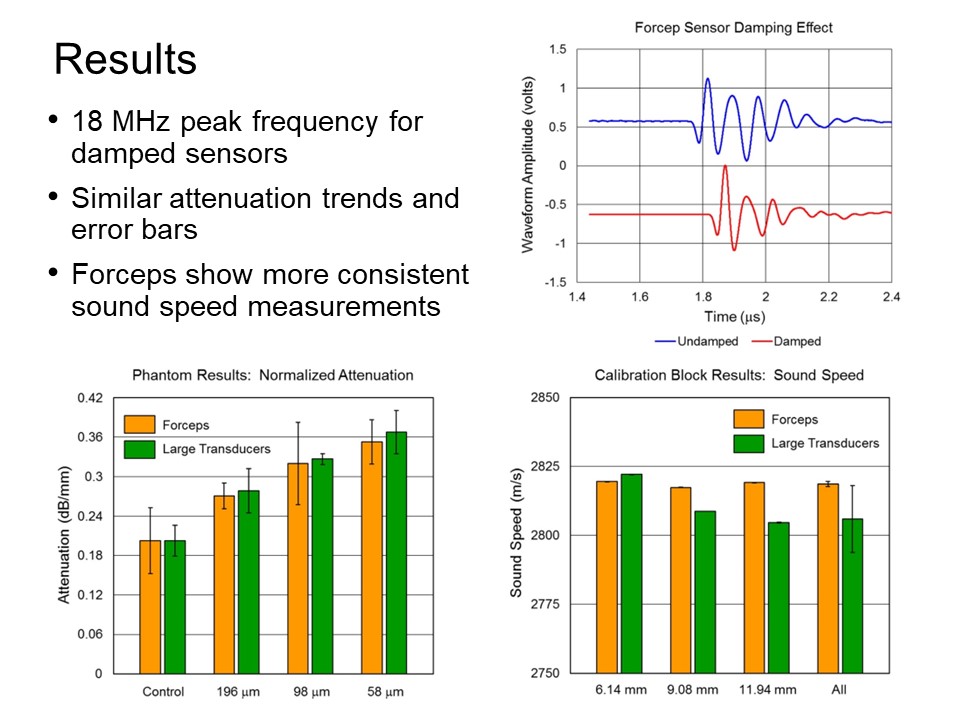 Results
• 18 MHz peak frequency for
damped sensors
• Similar attenuation trends and
error bars
• Forceps show more consistent
sound speed measurements
Forcep Sensor Damping Effect
Waveform Amplitude (volts)
1.5
1
0.5
0
-0.5
-1
-1.5
1.4 1.6 1.8 2 2.2 2.4
Time (μs)
Undamped Damped
Phantom Results: Normalized Attenuation
Attenuation (dB/mm)
0.42
0.36
0.3
0.24
0.18
0.12
0.06
0
Forceps
Large Transducers
Control 196 μm 98 μm 58 μm
Calibration Block Results: Sound Speed
Sound Speed (m/s)
2850
2825
2800
2775
2750
Forceps
Large Transducers
6.14 mm 9.08 mm 11.94 mm All